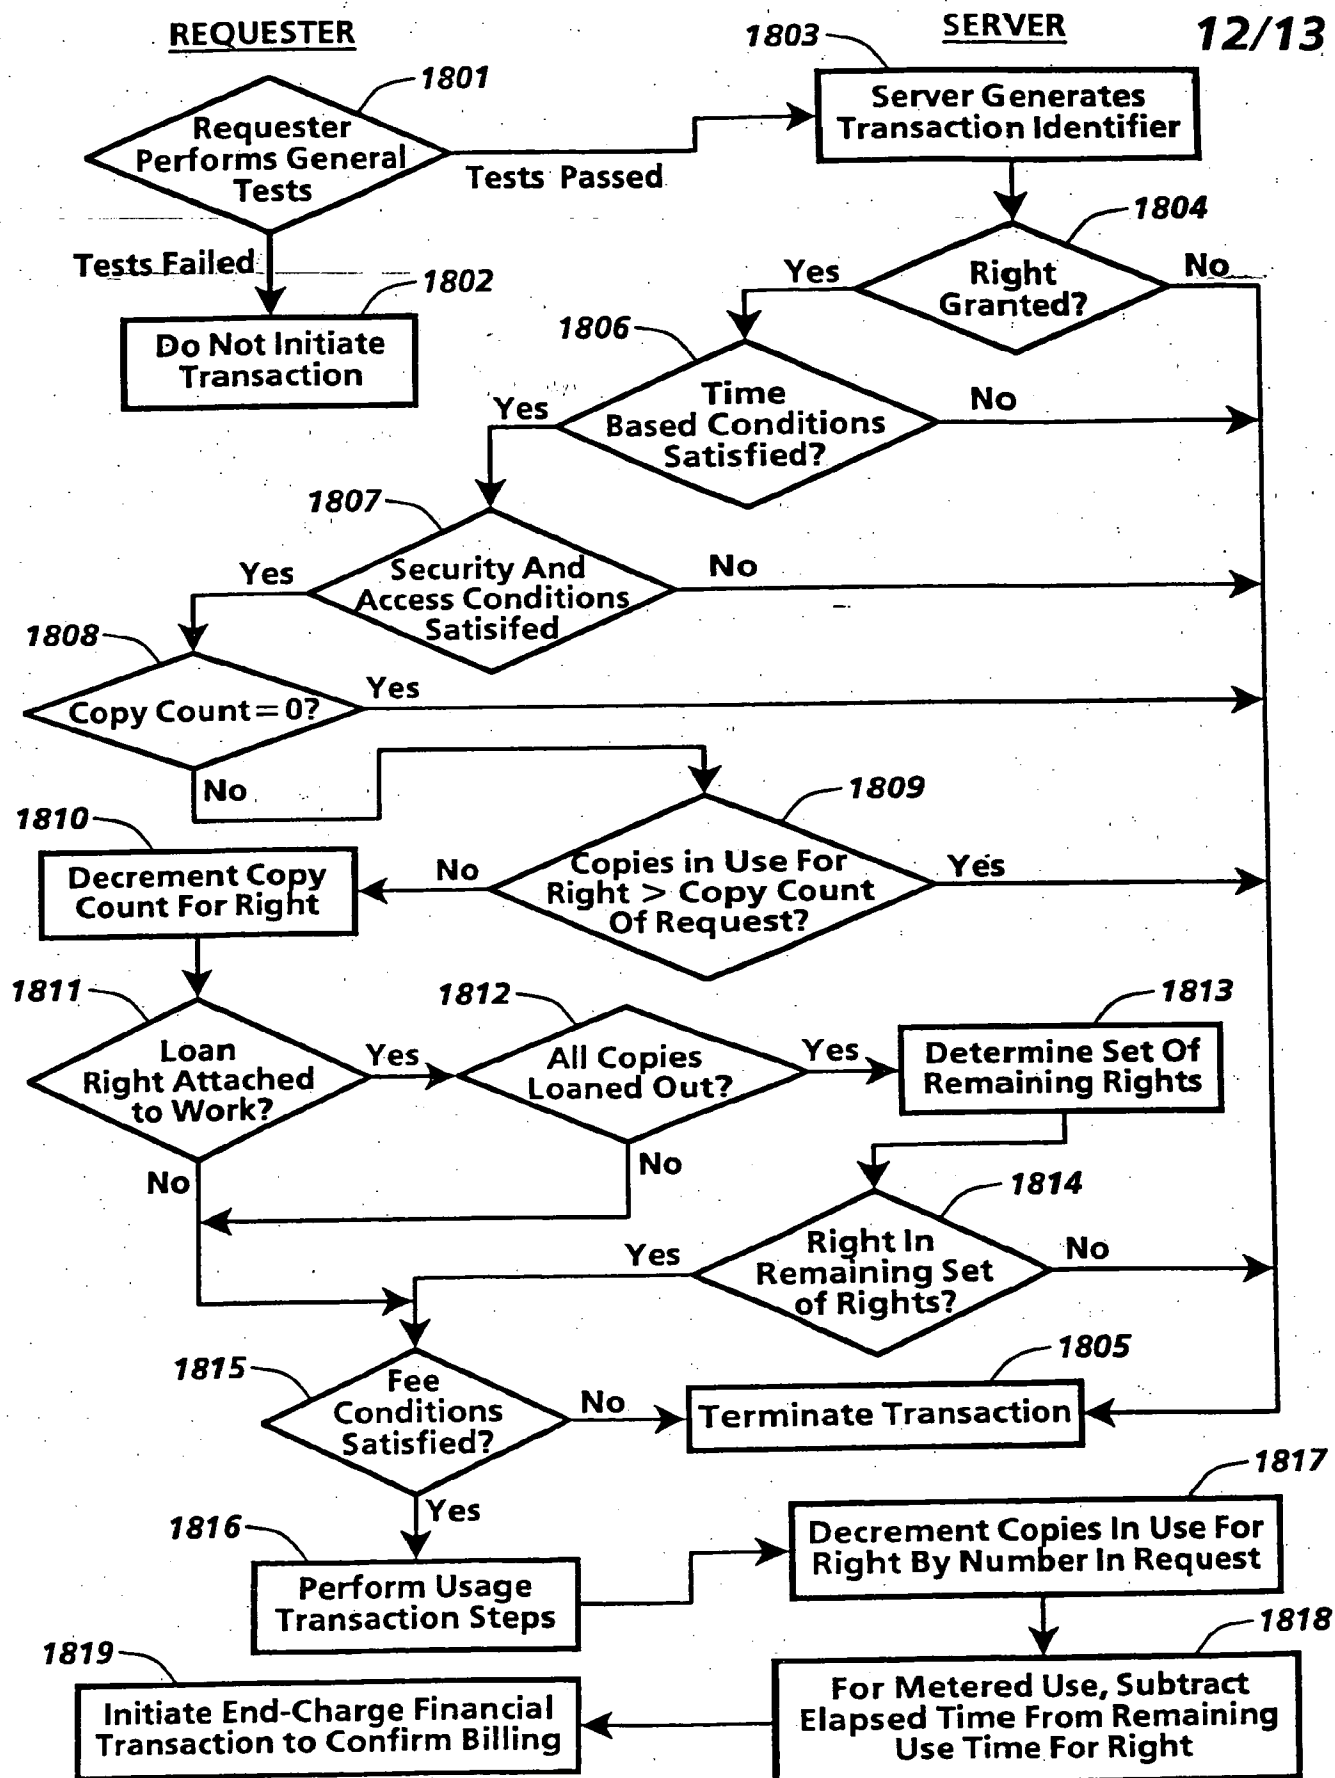 REQUESTER
SERVER
12/13
1801
Requester
Performs General
Tests
Tests Passed
Tests Failed
1802
Do Not Initiate
Transaction
1803
Server Generates
Transaction Identifier
1804
Right
Granted?
Yes
No
1806
Time
Based Conditions
Satisfied?
Yes
No
1807
Security And
Access Conditions
Satisifed
Yes
No
1808
Copy Count=0?
Yes
No
1809
Copies in Use For
Right > Copy Count
Of Request?
No
Yes
1810
Decrement Copy
Count For Right
1811
Loan
Right Attached
to Work?
Yes
No
1812
All Copies
Loaned Out?
Yes
No
1813
Determine Set Of
Remaining Rights
1814
Right In
Remaining Set
of Rights?
Yes
No
1815
Fee
Conditions
Satisfied?
No
Yes
1805
Terminate Transaction
1816
Perform Usage
Transaction Steps
1817
Decrement Copies In Use For
Right By Number In Request
1818
For Metered Use, Subtract
Elapsed Time From Remaining
Use Time For Right
1819
Initiate End-Charge Financial
Transaction to Confirm Billing